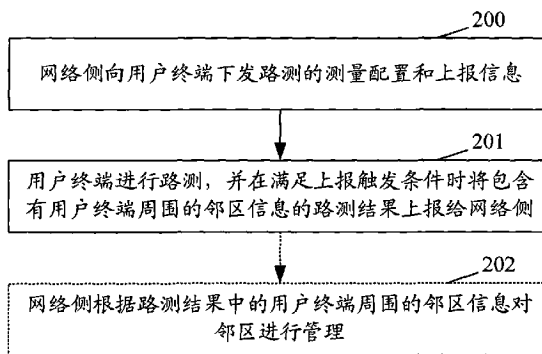 200
网络侧向用户终端下发路测的测量配置和上报信息
201
用户终端进行路测，并在满足上报触发条件时将包含
有用户终端周围的邻区信息的路测结果上报给网络侧
202
网络侧根据路测结果中的用户终端周围的邻区信息对
邻区进行管理